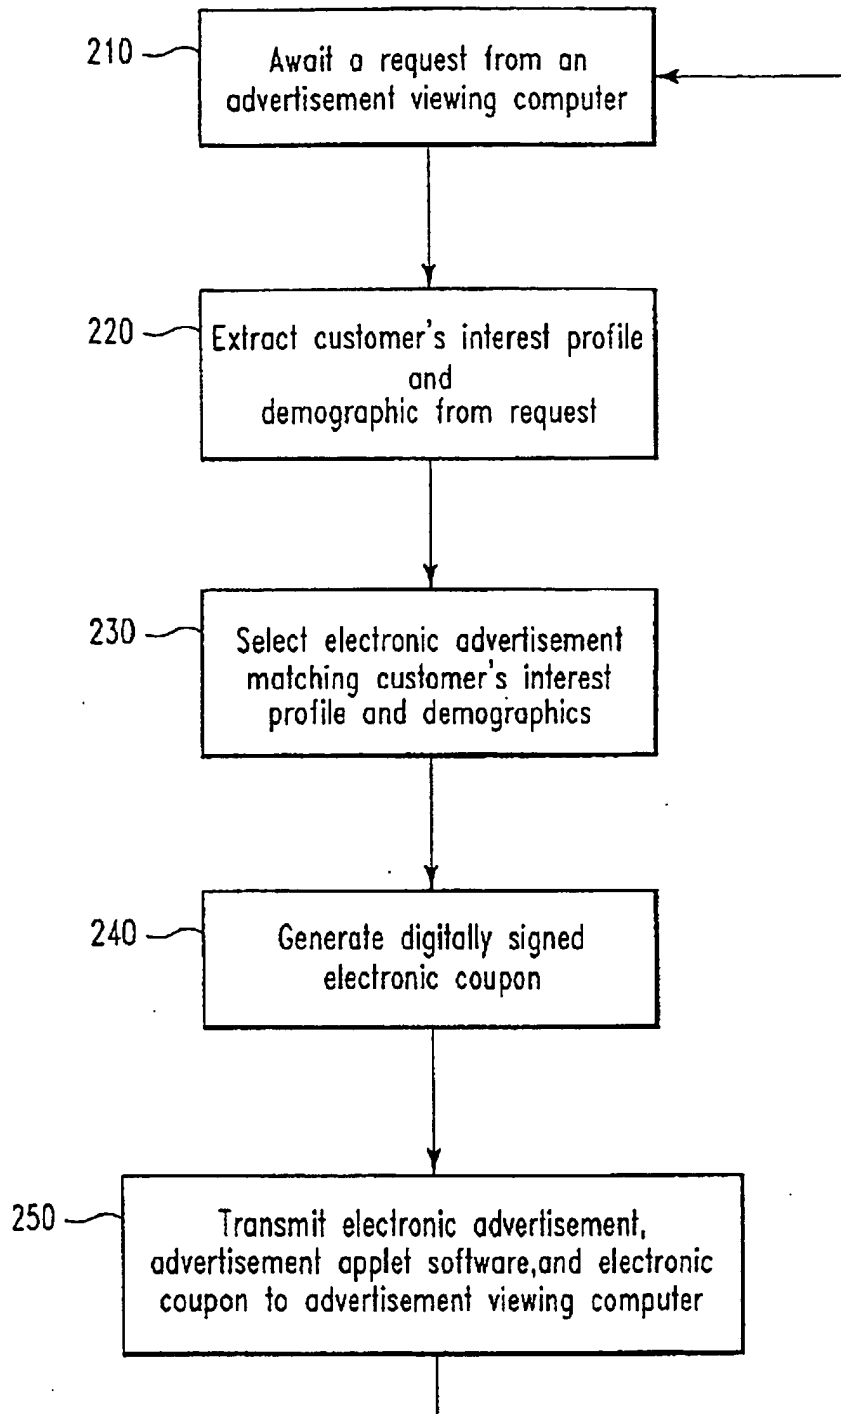 210
Await a request from an
advertisement viewing computer
220
Extract customer's interest profile
and
demographic from request
230
Select electronic advertisement
matching customer's interest
profile and demographics
240
Generate digitally signed
electronic coupon
250
Transmit electronic advertisement,
advertisement applet software,and electronic
coupon to advertisement viewing computer